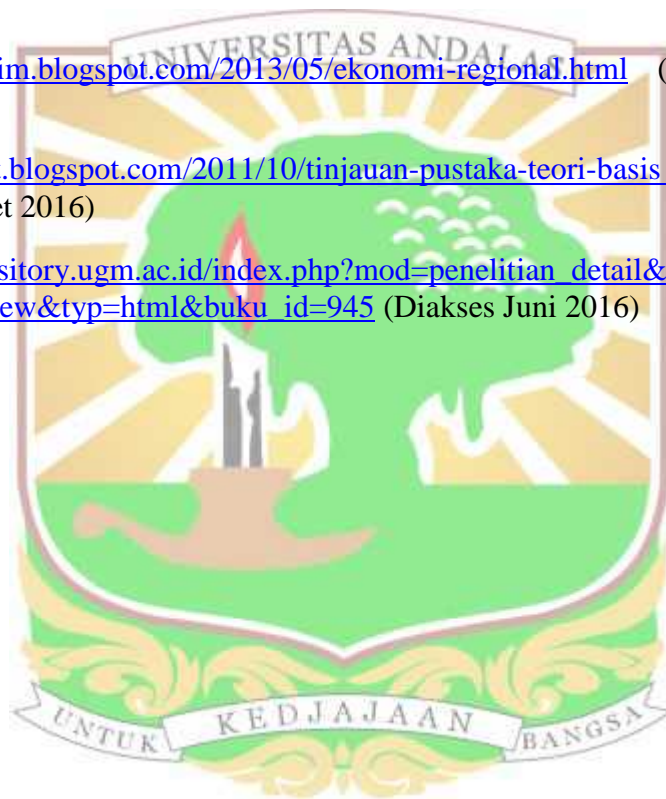 UNIVERSITAS ANDALAS
im.blogspot.com/2013/05/ekonomi-regional.html (
.blogspot.com/2011/10/tinjauan-pustaka-teori-basis
et 2016)
sitory.ugm.ac.id/index.php?mod=penelitian_detail&
ew&typ=html&buku_id=945 (Diakses Juni 2016)
UNTUK KEDJAJAAN BANGSA